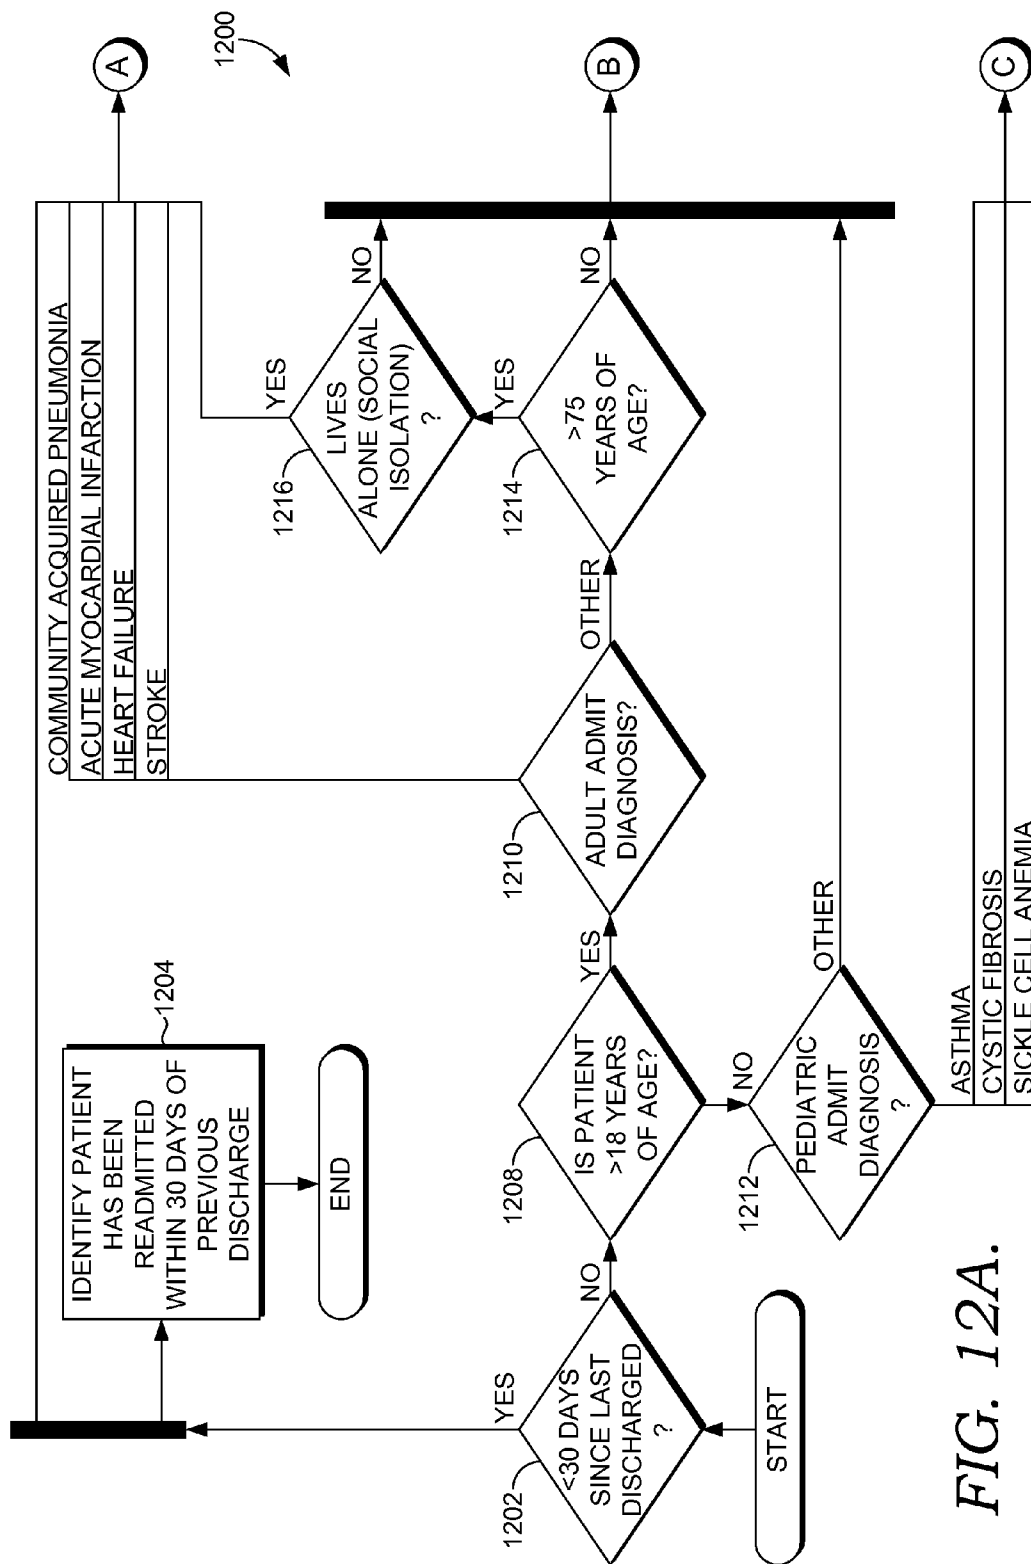 1200
START
1202
<30 DAYS
SINCE LAST
DISCHARGED
?
YES
NO
IDENTIFY PATIENT
HAS BEEN
READMITTED
WITHIN 30 DAYS OF
PREVIOUS
DISCHARGE
1204
END
1208
IS PATIENT
>18 YEARS
OF AGE?
YES
NO
1210
ADULT ADMIT
DIAGNOSIS?
OTHER
COMMUNITY ACQUIRED PNEUMONIA
ACUTE MYOCARDIAL INFARCTION
HEART FAILURE
STROKE
1212
PEDIATRIC
ADMIT
DIAGNOSIS
?
OTHER
ASTHMA
CYSTIC FIBROSIS
SICKLE CELL ANEMIA
1214
>75
YEARS OF
AGE?
YES
NO
1216
LIVES
ALONE (SOCIAL
ISOLATION)
?
YES
NO
A
B
C
FIG. 12A.